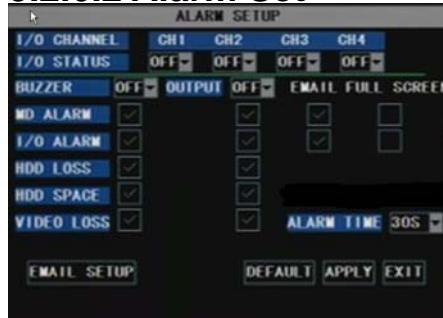 ALARM SETUP
I/O CHANNEL CH1 CH2 CH3 CH4
I/O STATUS OFF OFF OFF OFF
BUZZER OFF OUTPUT OFF EMAIL FULL SCREEN
MD ALARM
I/O ALARM
HDD LOSS
HDD SPACE
VIDEO LOSS ALARM TIME 30S
EMAIL SETUP DEFAULT APPLY EXIT